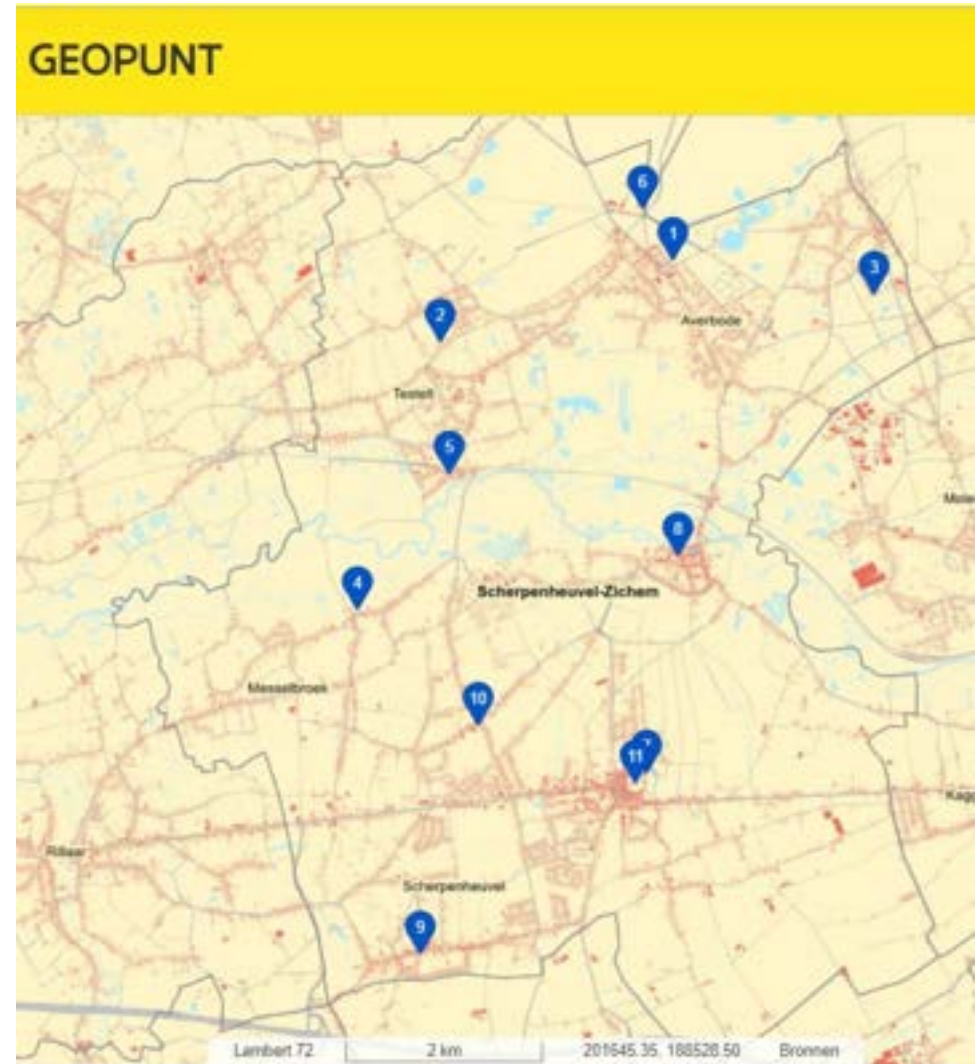 GEOPUNT
6
1
3
2
Averbode
Testelt
5
8
4
Scherpenheuvel-Zichem
Messelbroek
10
7
11
Rillaar
Scherpenheuvel
9
Lambert 72 2 km 201645.35, 188528.50 Bronnen